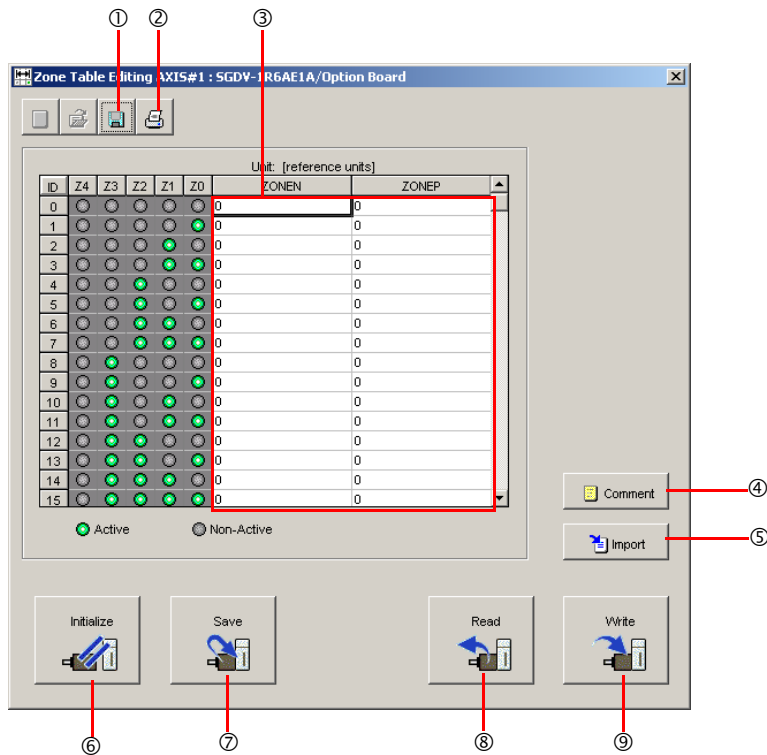 ① ② ③
Zone Table Editing AXIS#1 : SGDV-1R6AE1A/Option Board
Unit: [reference units]
ID Z4 Z3 Z2 Z1 Z0 ZONEN ZONEP
0 0 0
1 0 0
2 0 0
3 0 0
4 0 0
5 0 0
6 0 0
7 0 0
8 0 0
9 0 0
10 0 0
11 0 0
12 0 0
13 0 0
14 0 0
15 0 0
Active Non-Active
Comment ④
Import ⑤
Initialize Save Read Write
⑥ ⑦ ⑧ ⑨